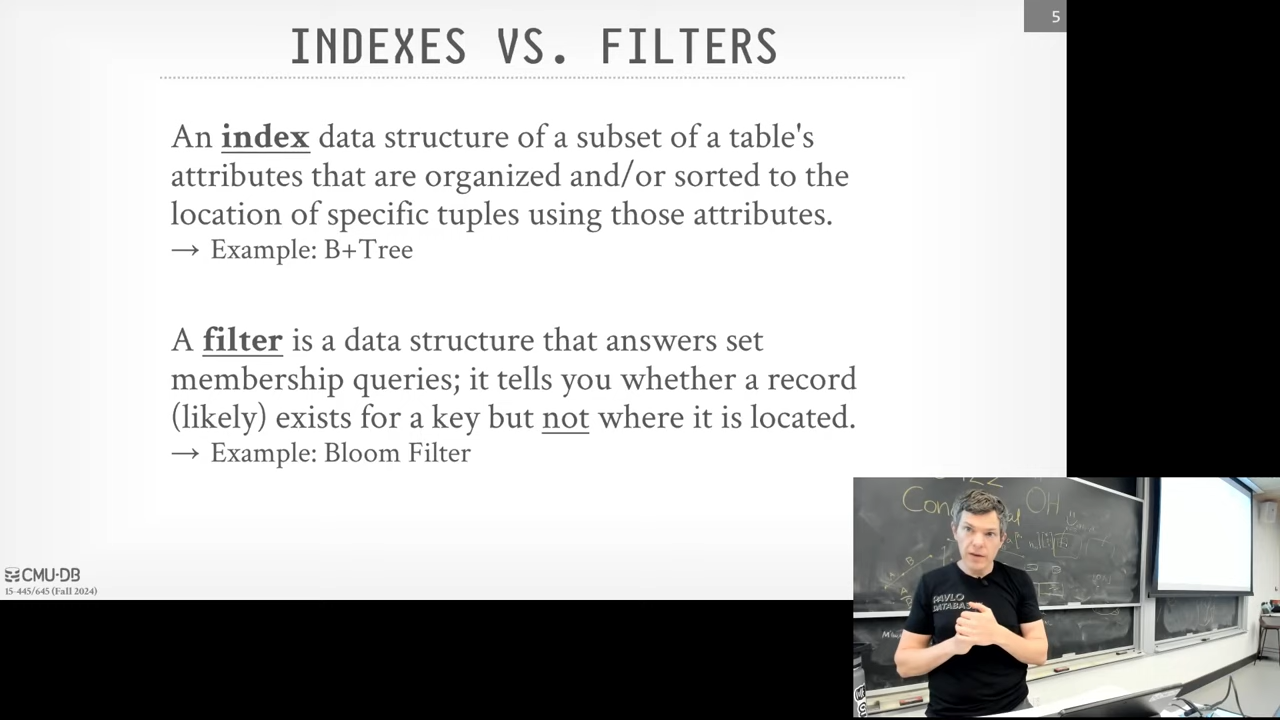 5
INDEXES VS. FILTERS
An index data structure of a subset of a table's
attributes that are organized and/or sorted to the
location of specific tuples using those attributes.
→ Example: B+Tree
A filter is a data structure that answers set
membership queries; it tells you whether a record
(likely) exists for a key but not where it is located.
→ Example: Bloom Filter
CMU·DB
15-445/645 (Fall 2024)
OH
PAVLO